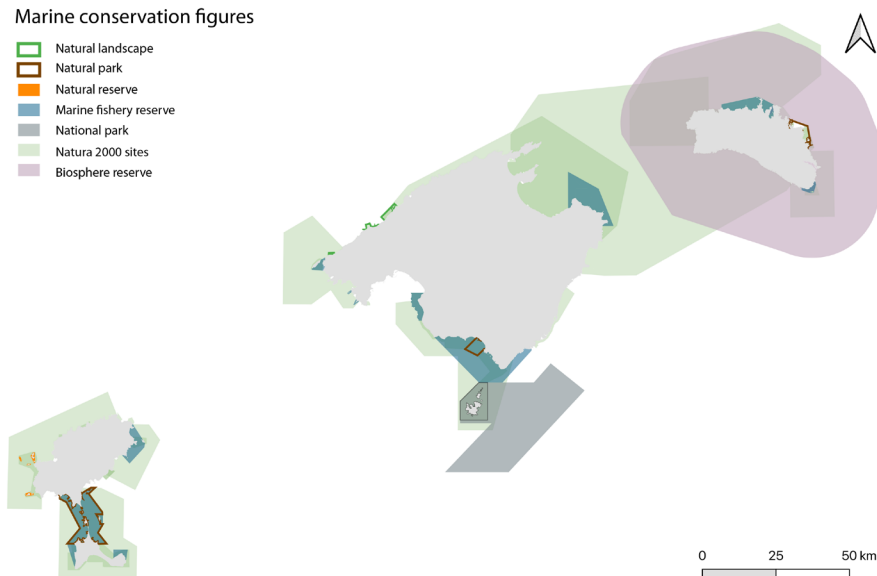 Marine conservation figures
Natural landscape
Natural park
Natural reserve
Marine fishery reserve
National park
Natura 2000 sites
Biosphere reserve
0 25 50 km